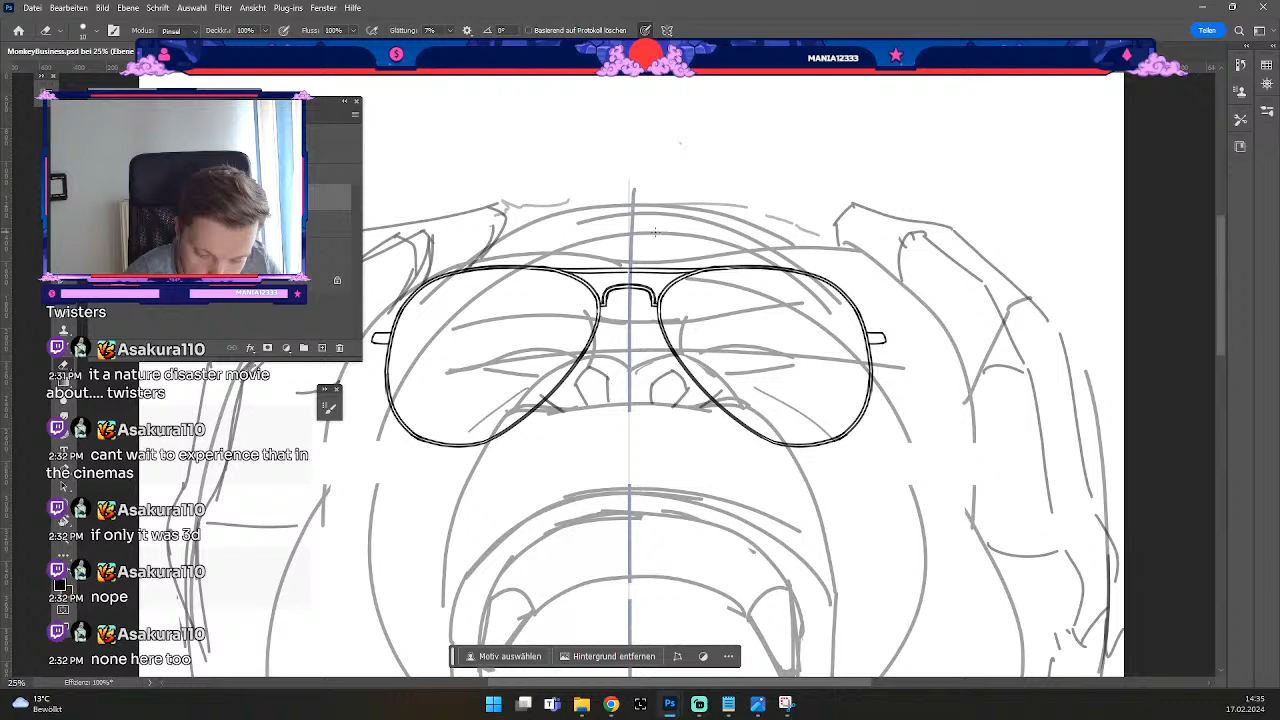 Datei Bearbeiten Bild Ebene Schrift Auswahl Filter Ansicht Plug-ins Fenster Hilfe
Modus: Pinsel Deckkr.: 100% Fluss: 100% Glättung: 7% 0° Basierend auf Protokoll löschen Teilen
MonkeyBusiness.psd bei 25% (Ebene
MANIA12333
MANIA12333
Twisters
Asakura110
2:31 PM it a nature disaster movie
about.... twisters
Asakura110
2:32 PM cant wait to experience that in
the cinemas
Asakura110
2:32 PM if only it was 3d
Asakura110
2:32 PM nope
Asakura110
2:32 PM none here too
Motiv auswählen Hintergrund entfernen
25% Effizienz: 100%*
13°C
Bewölkt
14:35
17.02.2024